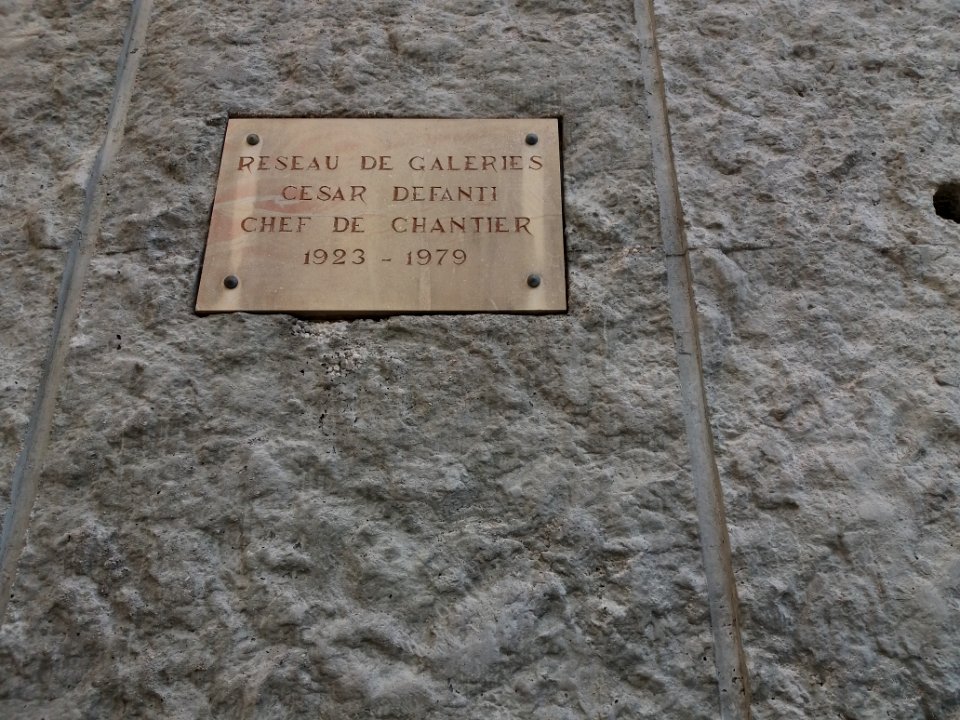 RESEAU DE GALERIES
CESAR DEFANTI
CHEF DE CHANTIER
1923 - 1979